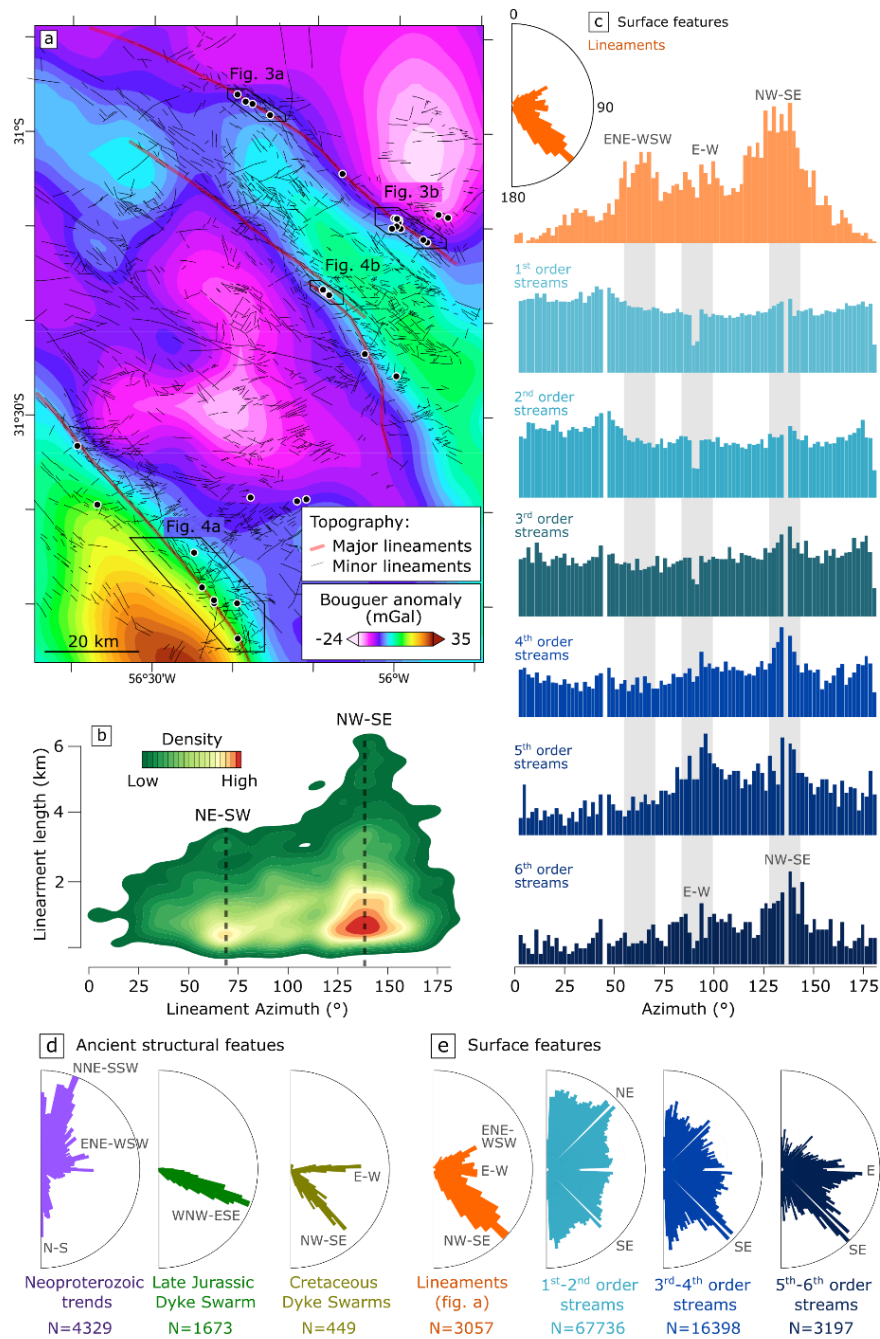 a
Fig. 3a
31°S
Fig. 3b
Fig. 4b
31°30S
Fig. 4a
Topography:
Major lineaments
Minor lineaments
Bouguer anomaly
(mGal)
-24
35
20 km
56°30W
56°W
b
NW-SE
Density
Low
High
NE-SW
Linearment length (km)
6
4
2
0
25
50
75
100
125
150
175
Lineament Azimuth (°)
c Surface features
Lineaments
0
90
180
ENE-WSW
E-W
NW-SE
1st order
streams
2nd order
streams
3rd order
streams
4th order
streams
5th order
streams
6th order
streams
E-W
NW-SE
0
25
50
75
100
125
150
175
Azimuth (°)
d Ancient structural featues
NNE-SSW
ENE-WSW
N-S
Neoproterozoic
trends
N=4329
WNW-ESE
Late Jurassic
Dyke Swarm
N=1673
E-W
NW-SE
Cretaceous
Dyke Swarms
N=449
e Surface features
ENE-
WSW
E-W
NW-SE
Lineaments
(fig. a)
N=3057
NE
SE
1st-2nd order
streams
N=67736
SE
3rd-4th order
streams
N=16398
E
SE
5th-6th order
streams
N=3197